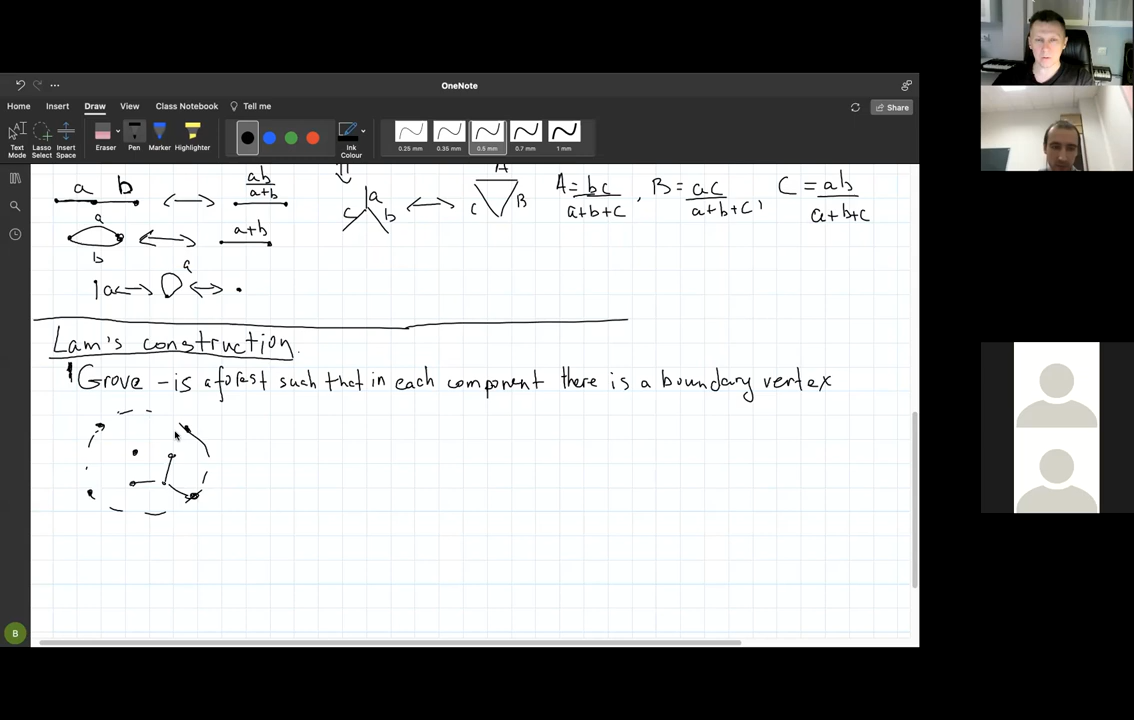 OneNote
Home Insert Draw View Class Notebook Tell me
Share
Text Mode
Lasso Select
Insert Space
Eraser
Pen
Marker
Highlighter
Ink Colour
0.25 mm
0.35 mm
0.5 mm
0.7 mm
1 mm
a b ↔ ab/(a+b)
a b ↔ a+b
a ↔ a ↔
a b c ↔ A B C
A = bc/(a+b+c), B = ac/(a+b+c), C = ab/(a+b+c)
Lam's construction.
Grove - is a forest such that in each component there is a boundary vertex
B